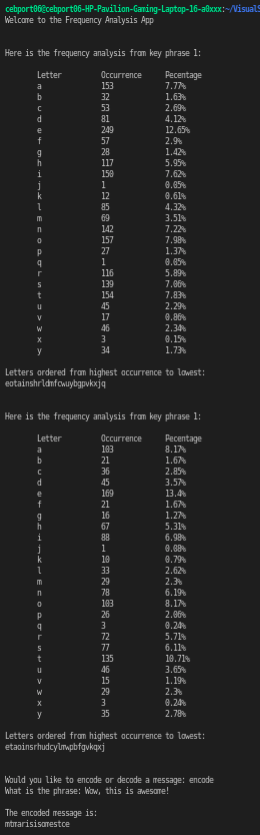 cebport06@cebport06-HP-Pavilion-Gaming-Laptop-16-a0xxx:~/VisualS
Welcome to the Frequency Analysis App
Here is the frequency analysis from key phrase 1:
Letter Occurrence Pecentage
a 153 7.77%
b 32 1.63%
c 53 2.69%
d 81 4.12%
e 249 12.65%
f 57 2.9%
g 28 1.42%
h 117 5.95%
i 150 7.62%
j 1 0.05%
k 12 0.61%
l 85 4.32%
m 69 3.51%
n 142 7.22%
o 157 7.98%
p 27 1.37%
q 1 0.05%
r 116 5.89%
s 139 7.06%
t 154 7.83%
u 45 2.29%
v 17 0.86%
w 46 2.34%
x 3 0.15%
y 34 1.73%
Letters ordered from highest occurrence to lowest:
eotainshrldmfcwuybgpvkxjq
Here is the frequency analysis from key phrase 1:
Letter Occurrence Pecentage
a 103 8.17%
b 21 1.67%
c 36 2.85%
d 45 3.57%
e 169 13.4%
f 21 1.67%
g 16 1.27%
h 67 5.31%
i 88 6.98%
j 1 0.08%
k 10 0.79%
l 33 2.62%
m 29 2.3%
n 78 6.19%
o 103 8.17%
p 26 2.06%
q 3 0.24%
r 72 5.71%
s 77 6.11%
t 135 10.71%
u 46 3.65%
v 15 1.19%
w 29 2.3%
x 3 0.24%
y 35 2.78%
Letters ordered from highest occurrence to lowest:
etaoinsrhudcylmwpbfgvkqxj
Would you like to encode or decode a message: encode
What is the phrase: Wow, this is awesome!
The encoded message is:
mtmarisisomestce